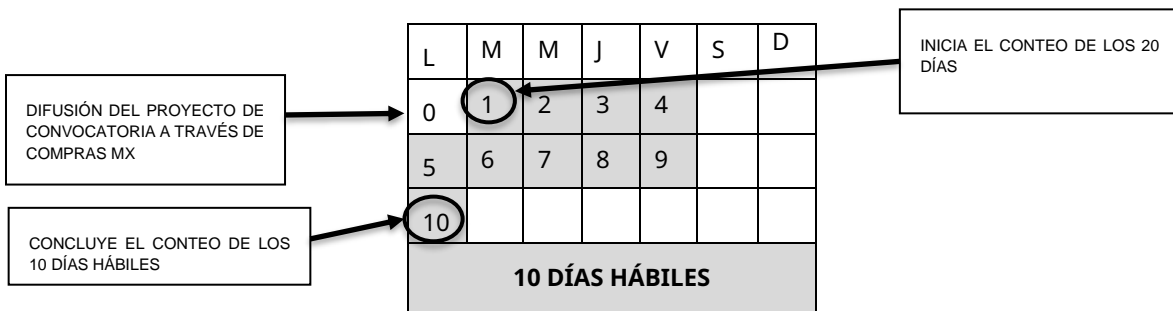 L M M J V S D
INICIA EL CONTEO DE LOS 20
DÍAS
DIFUSIÓN DEL PROYECTO DE
CONVOCATORIA A TRAVÉS DE
COMPRAS MX
0 1 2 3 4
5 6 7 8 9
10
CONCLUYE EL CONTEO DE LOS
10 DÍAS HÁBILES
10 DÍAS HÁBILES